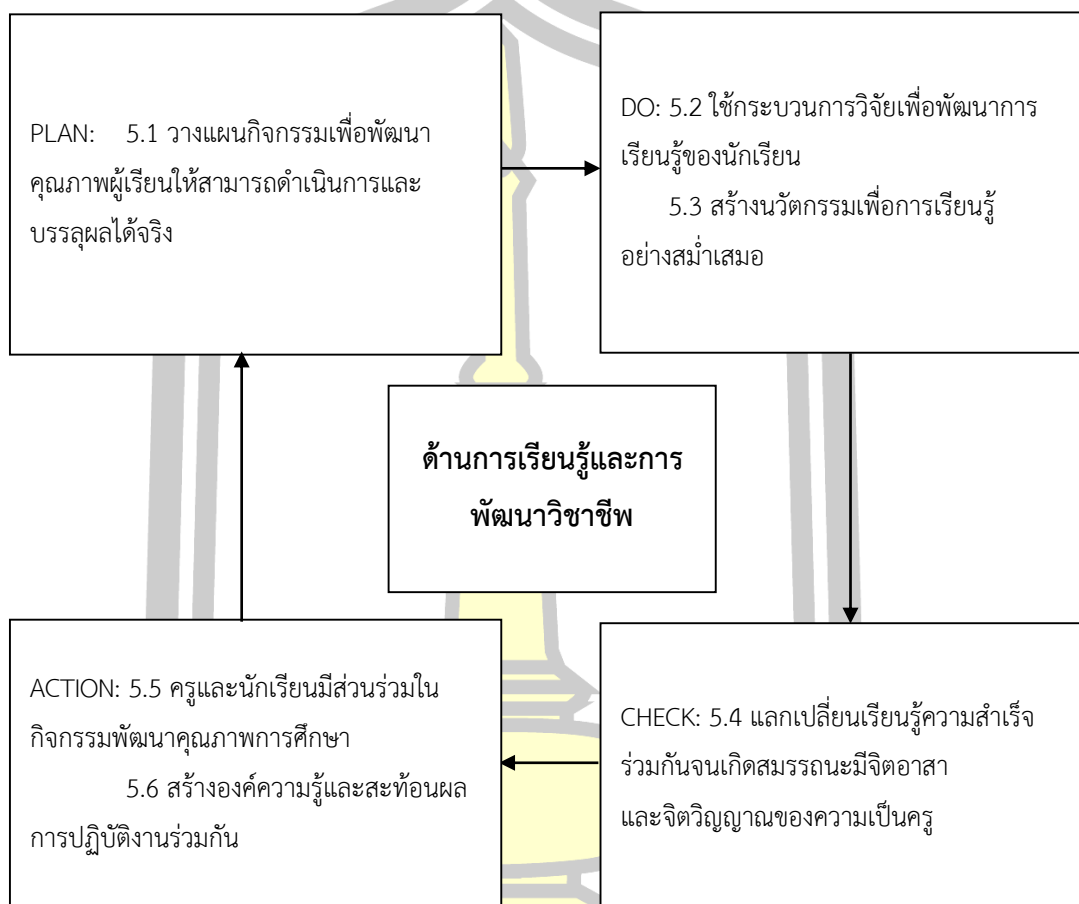 PLAN: 5.1 วางแผนกิจกรรมเพื่อพัฒนา
คุณภาพผู้เรียนให้สามารถดำเนินการและ
บรรลุผลได้จริง
DO: 5.2 ใช้กระบวนการวิจัยเพื่อพัฒนาการ
เรียนรู้ของนักเรียน
5.3 สร้างนวัตกรรมเพื่อการเรียนรู้
อย่างสม่ำเสมอ
ด้านการเรียนรู้และการ
พัฒนาวิชาชีพ
ACTION: 5.5 ครูและนักเรียนมีส่วนร่วมใน
กิจกรรมพัฒนาคุณภาพการศึกษา
5.6 สร้างองค์ความรู้และสะท้อนผล
การปฏิบัติงานร่วมกัน
CHECK: 5.4 แลกเปลี่ยนเรียนรู้ความสำเร็จ
ร่วมกันจนเกิดสมรรถนะมีจิตอาสา
และจิตวิญญาณของความเป็นครู